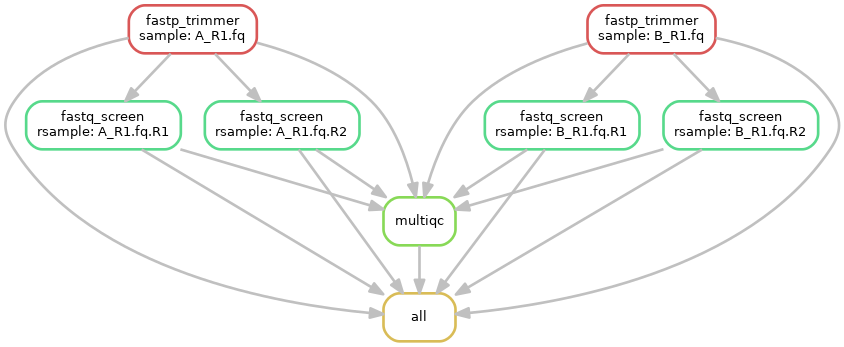 fastp_trimmer
sample: A_R1.fq
fastp_trimmer
sample: B_R1.fq
fastq_screen
rsample: A_R1.fq.R1
fastq_screen
rsample: A_R1.fq.R2
fastq_screen
rsample: B_R1.fq.R1
fastq_screen
rsample: B_R1.fq.R2
multiqc
all